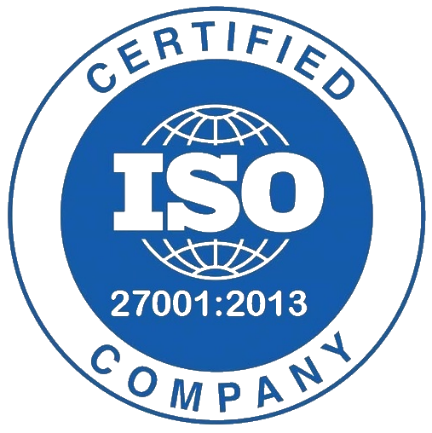 CERTIFIED
ISO
27001:2013
COMPANY